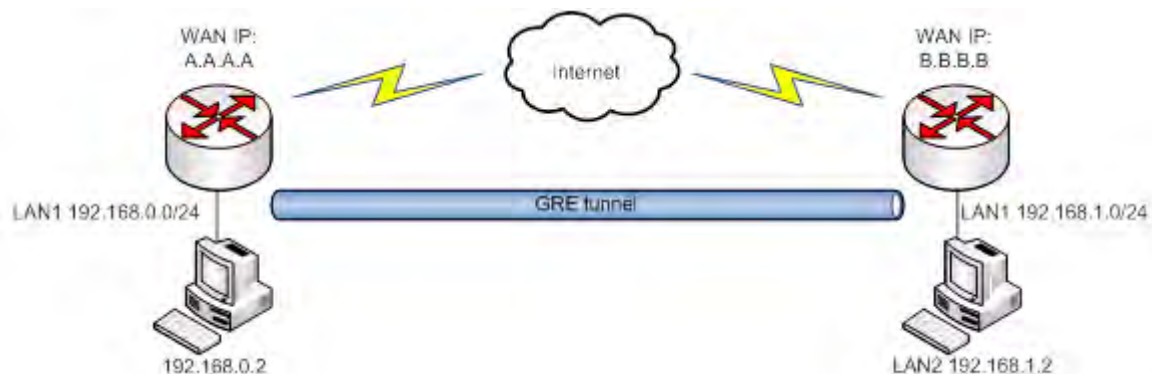 WAN IP:
A.A.A.A
Internet
WAN IP:
B.B.B.B
GRE tunnel
LAN1 192.168.0.0/24
LAN1 192.168.1.0/24
192.168.0.2
LAN2 192.168.1.2